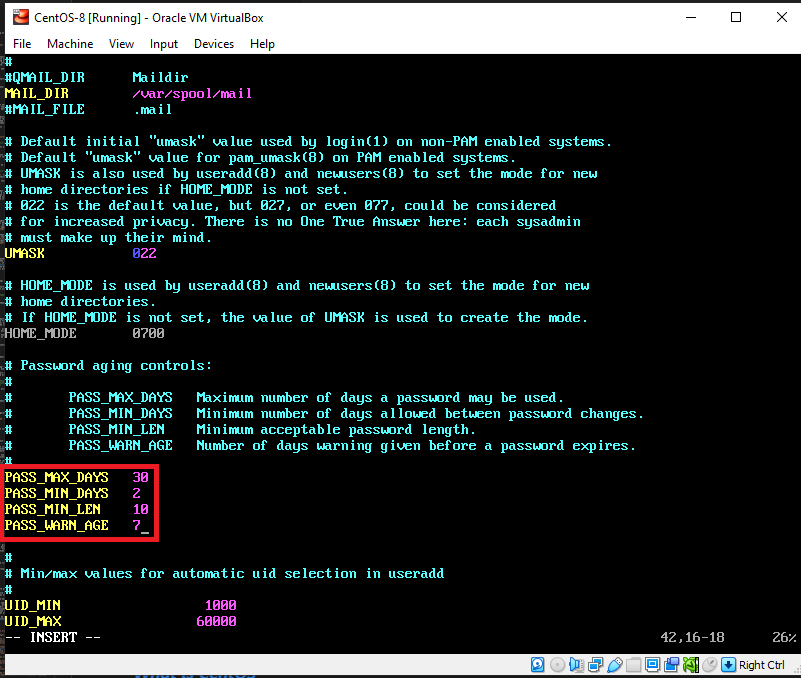 CentOS-8 [Running] - Oracle VM VirtualBox
File Machine View Input Devices Help
#
#QMAIL_DIR Maildir
MAIL_DIR /var/spool/mail
#MAIL_FILE .mail
# Default initial "umask" value used by login(1) on non-PAM enabled systems.
# Default "umask" value for pam_umask(8) on PAM enabled systems.
# UMASK is also used by useradd(8) and newusers(8) to set the mode for new
# home directories if HOME_MODE is not set.
# 022 is the default value, but 027, or even 077, could be considered
# for increased privacy. There is no One True Answer here: each sysadmin
# must make up their mind.
UMASK 022
# HOME_MODE is used by useradd(8) and newusers(8) to set the mode for new
# home directories.
# If HOME_MODE is not set, the value of UMASK is used to create the mode.
HOME_MODE 0700
# Password aging controls:
#
# PASS_MAX_DAYS Maximum number of days a password may be used.
# PASS_MIN_DAYS Minimum number of days allowed between password changes.
# PASS_MIN_LEN Minimum acceptable password length.
# PASS_WARN_AGE Number of days warning given before a password expires.
#
PASS_MAX_DAYS 30
PASS_MIN_DAYS 2
PASS_MIN_LEN 10
PASS_WARN_AGE 7_
#
# Min/max values for automatic uid selection in useradd
#
UID_MIN 1000
UID_MAX 60000
-- INSERT -- 42,16-18 26%
Right Ctrl